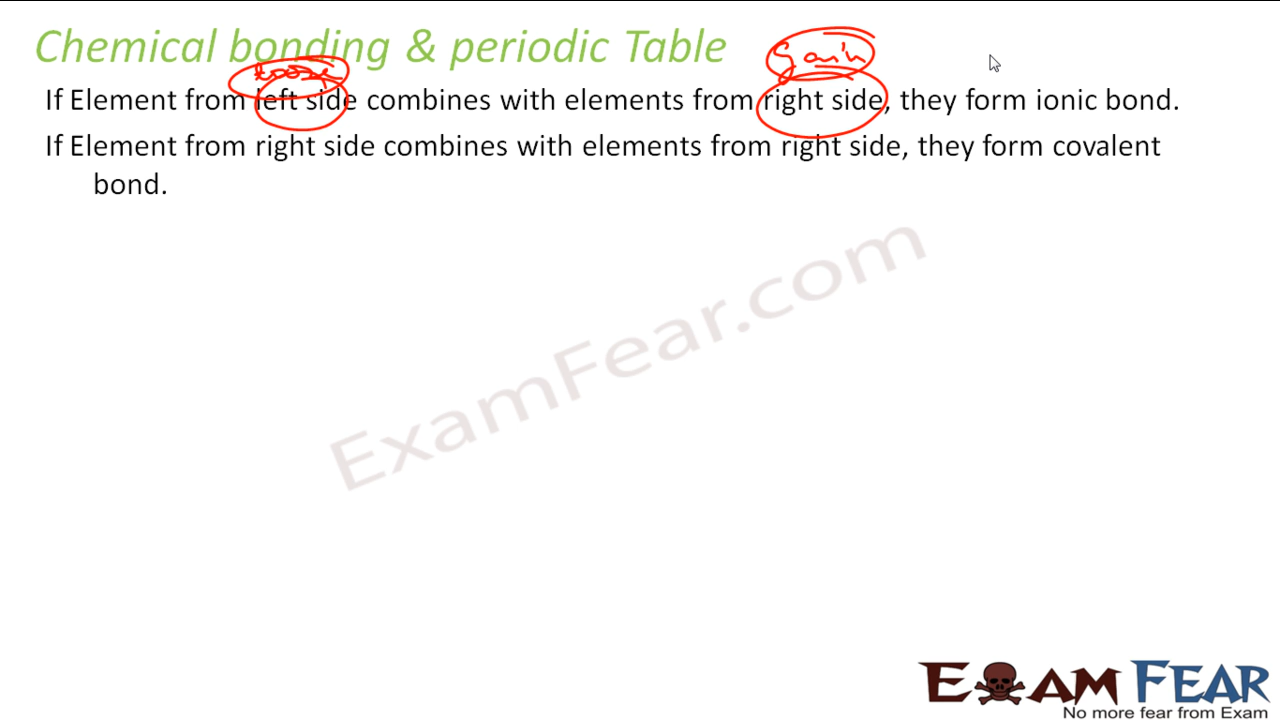 Chemical bonding & periodic Table
loose
Gain
If Element from left side combines with elements from right side, they form ionic bond.
If Element from right side combines with elements from right side, they form covalent
bond.
ExamFear.com
EXAM FEAR
No more fear from Exam